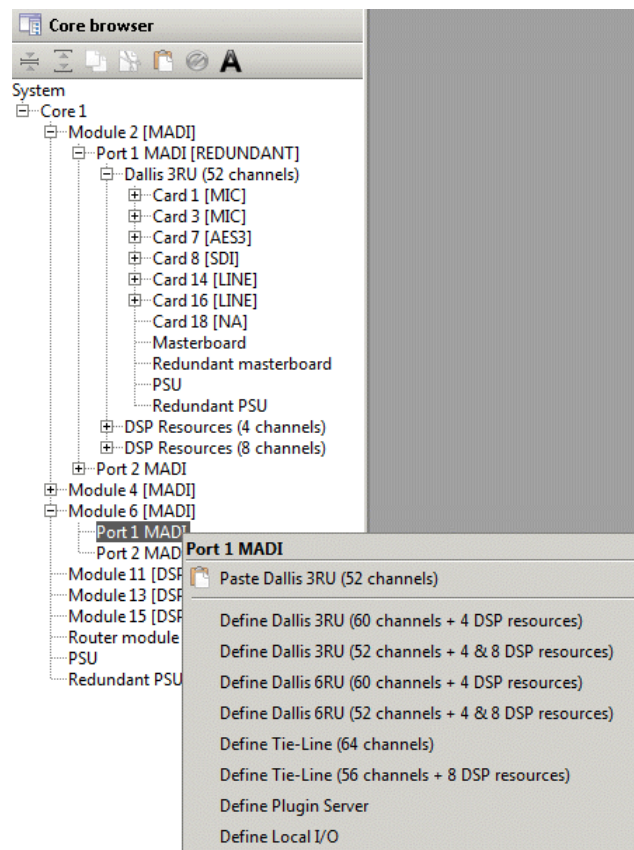 Core browser
A
System
Core 1
Module 2 [MADI]
Port 1 MADI [REDUNDANT]
Dallis 3RU (52 channels)
Card 1 [MIC]
Card 3 [MIC]
Card 7 [AES3]
Card 8 [SDI]
Card 14 [LINE]
Card 16 [LINE]
Card 18 [NA]
Masterboard
Redundant masterboard
PSU
Redundant PSU
DSP Resources (4 channels)
DSP Resources (8 channels)
Port 2 MADI
Module 4 [MADI]
Module 6 [MADI]
Port 1 MADI
Port 2 MAD
Module 11 [DSP
Module 13 [DSP
Module 15 [DSP
Router module
PSU
Redundant PSU
Port 1 MADI
Paste Dallis 3RU (52 channels)
Define Dallis 3RU (60 channels + 4 DSP resources)
Define Dallis 3RU (52 channels + 4 & 8 DSP resources)
Define Dallis 6RU (60 channels + 4 DSP resources)
Define Dallis 6RU (52 channels + 4 & 8 DSP resources)
Define Tie-Line (64 channels)
Define Tie-Line (56 channels + 8 DSP resources)
Define Plugin Server
Define Local I/O